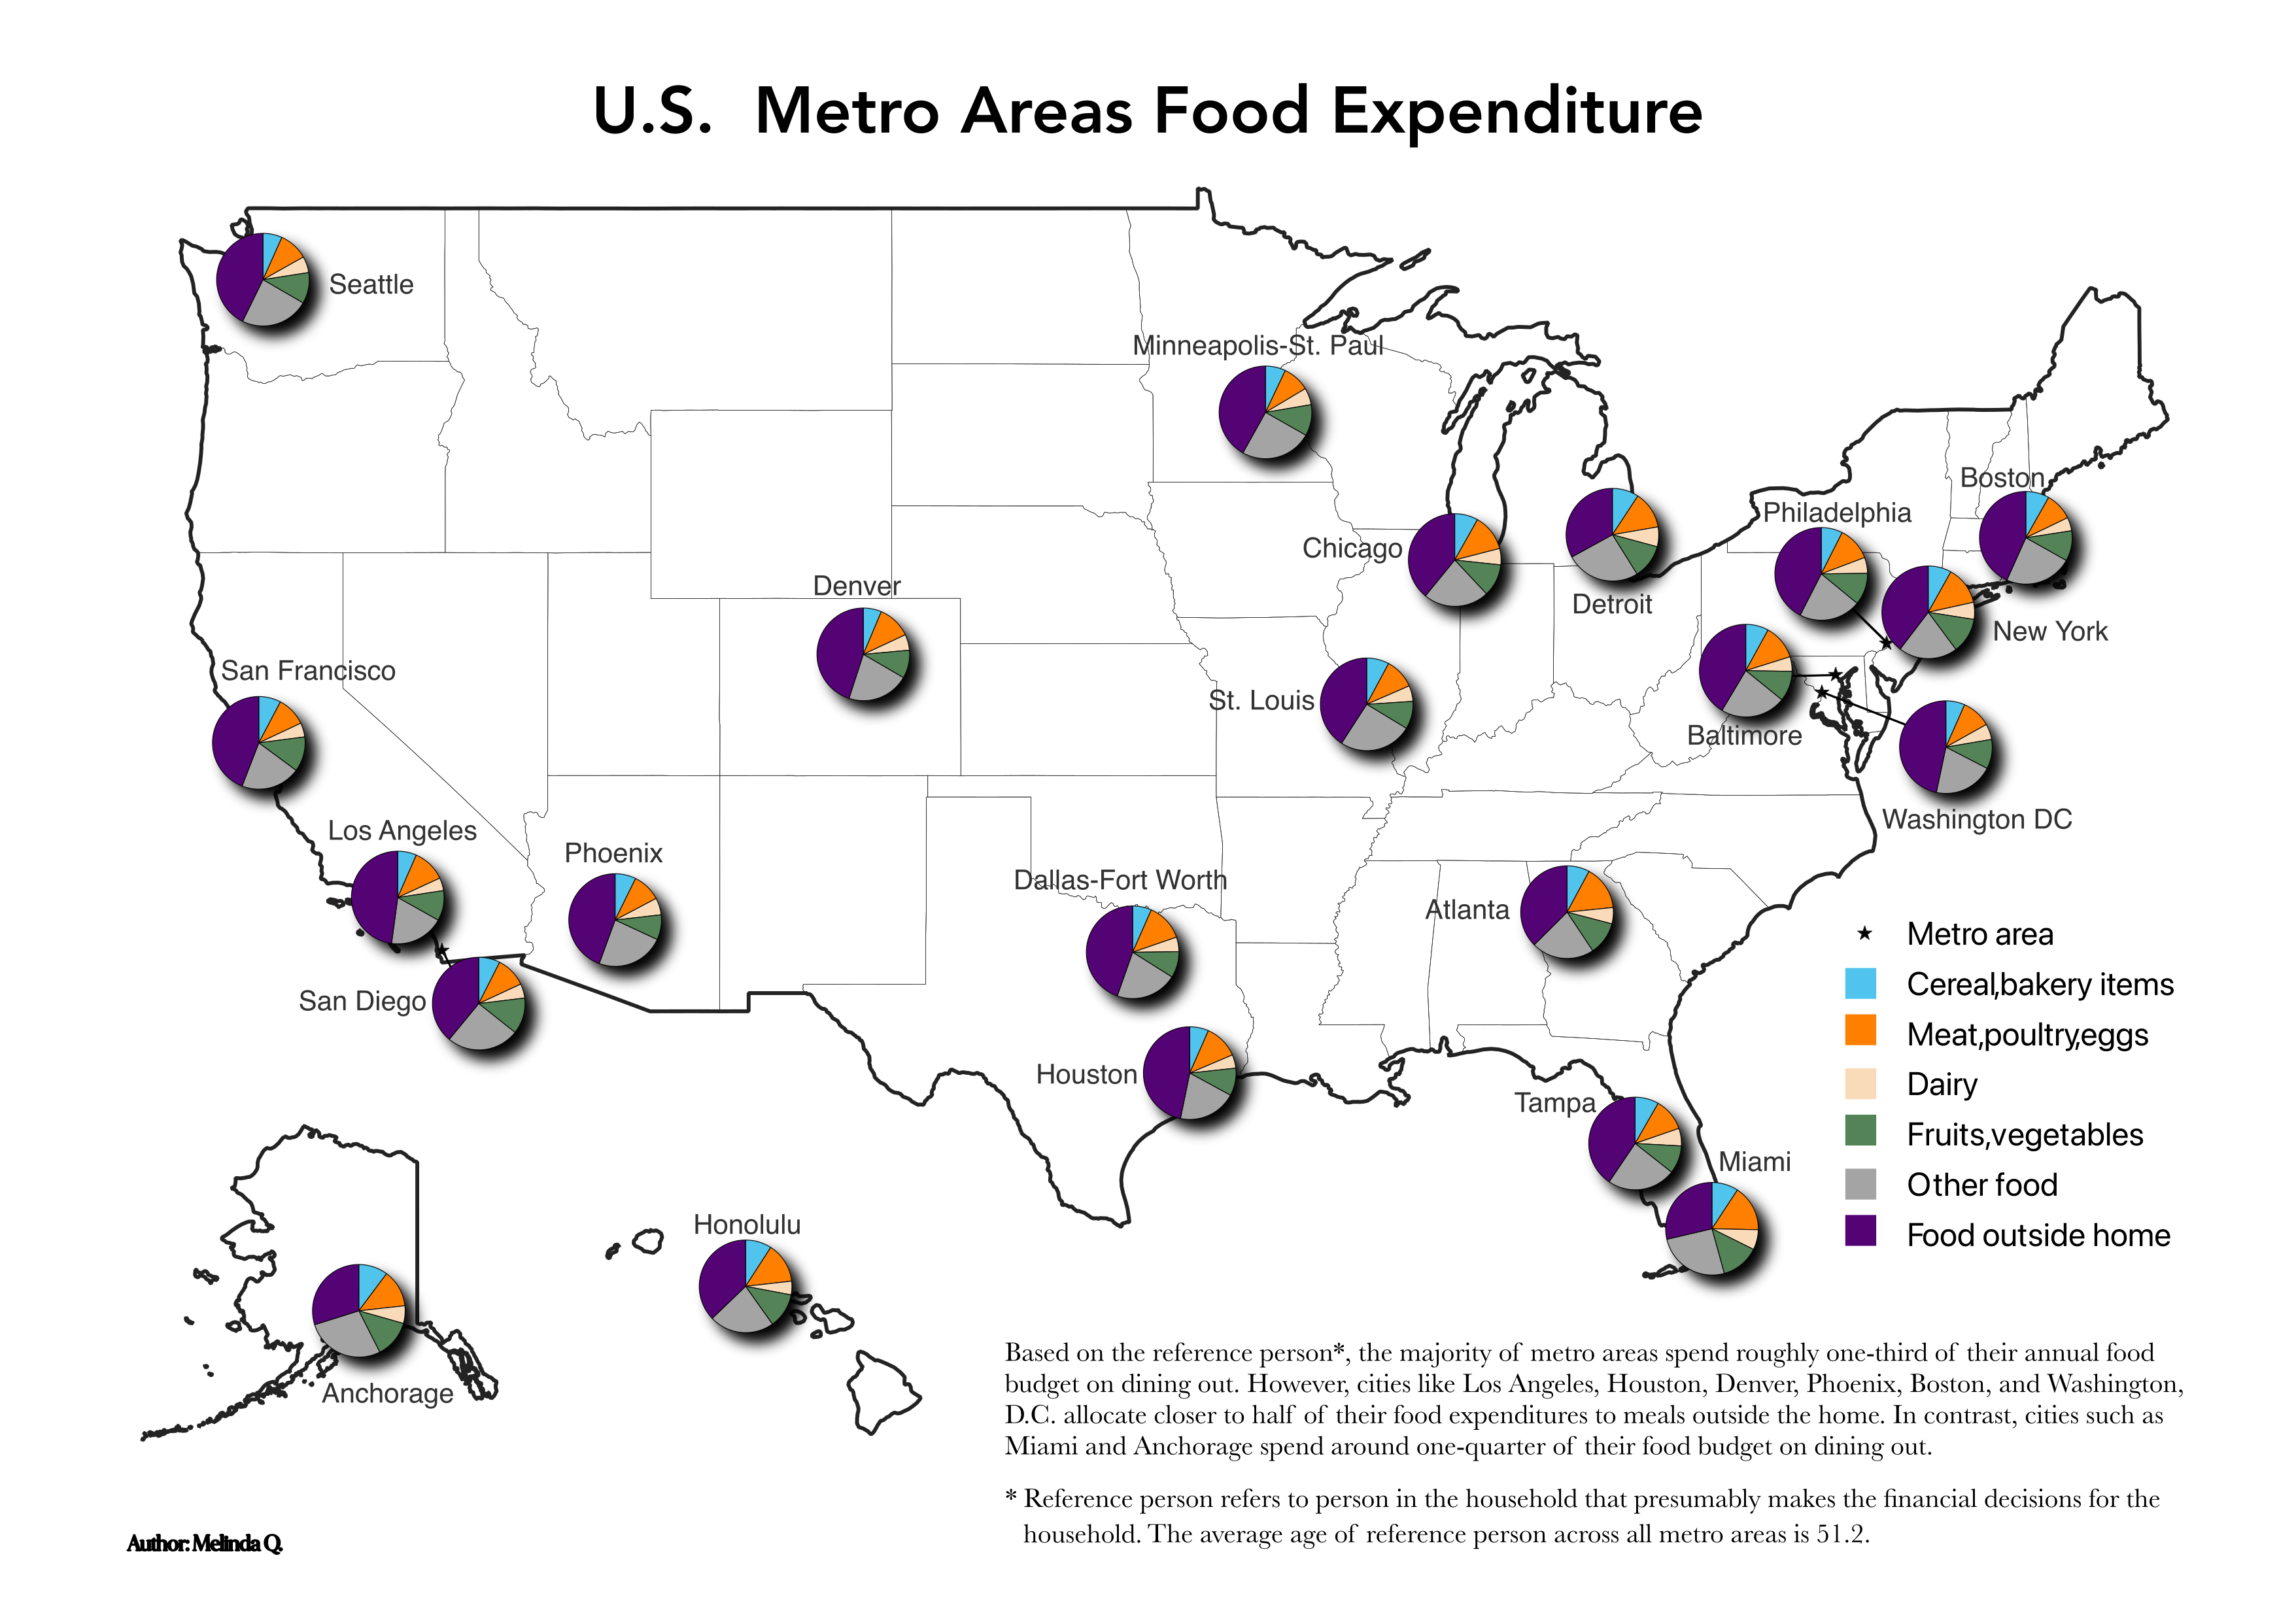 U.S. Metro Areas Food Expenditure
Seattle
Minneapolis-St. Paul
Boston
Philadelphia
Chicago
Denver
Detroit
New York
San Francisco
St. Louis
Baltimore
Washington DC
Los Angeles
Phoenix
Dallas-Fort Worth
Atlanta
San Diego
Houston
Tampa
Miami
Honolulu
Anchorage
Metro area
Cereal,bakery items
Meat,poultry,eggs
Dairy
Fruits,vegetables
Other food
Food outside home
Based on the reference person*, the majority of metro areas spend roughly one-third of their annual food
budget on dining out. However, cities like Los Angeles, Houston, Denver, Phoenix, Boston, and Washington,
D.C. allocate closer to half of their food expenditures to meals outside the home. In contrast, cities such as
Miami and Anchorage spend around one-quarter of their food budget on dining out.
* Reference person refers to person in the household that presumably makes the financial decisions for the
household. The average age of reference person across all metro areas is 51.2.
Author: Melinda Q.